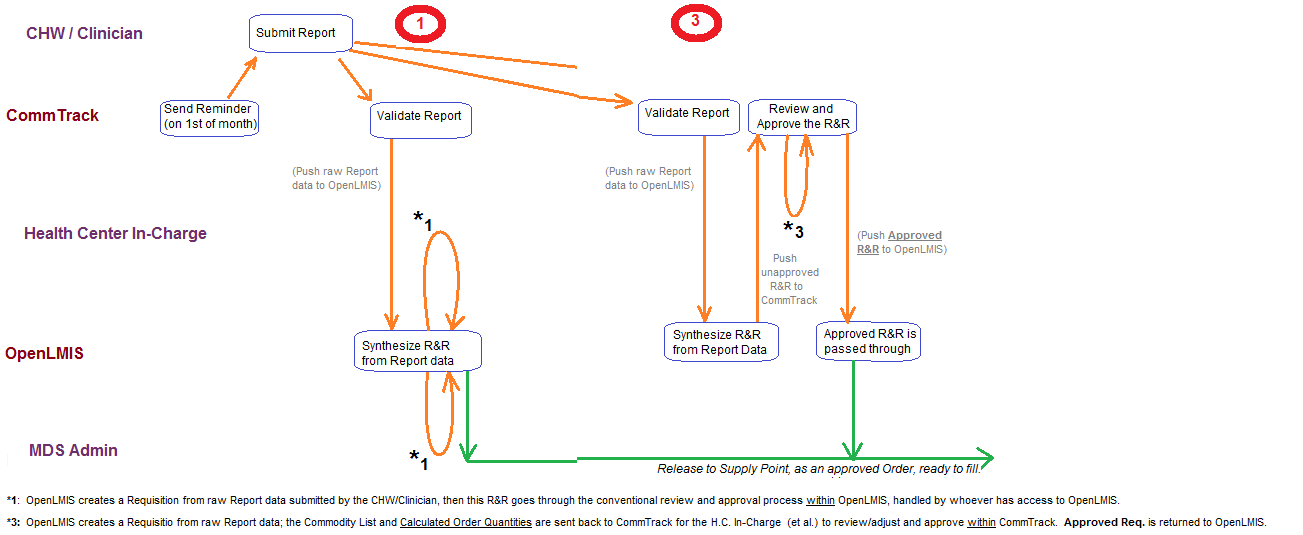 1
3
CHW / Clinician
Submit Report
CommTrack
Send Reminder
(on 1st of month)
Validate Report
Validate Report
Review and
Approve the R&R
(Push raw Report
data to OpenLMIS)
(Push raw Report
data to OpenLMIS)
*1
Health Center In-Charge
*3
(Push Approved
R&R to OpenLMIS)
Push
unapproved
R&R to
CommTrack
OpenLMIS
Synthesize R&R
from Report data
Synthesize R&R
from Report Data
Approved R&R is
passed through
MDS Admin
*1
Release to Supply Point, as an approved Order, ready to fill.
*1: OpenLMIS creates a Requisition from raw Report data submitted by the CHW/Clinician, then this R&R goes through the conventional review and approval process within OpenLMIS, handled by whoever has access to OpenLMIS.
*3: OpenLMIS creates a Requisitio from raw Report data; the Commodity List and Calculated Order Quantities are sent back to CommTrack for the H.C. In-Charge (et al.) to review/adjust and approve within CommTrack. Approved Req. is returned to OpenLMIS.